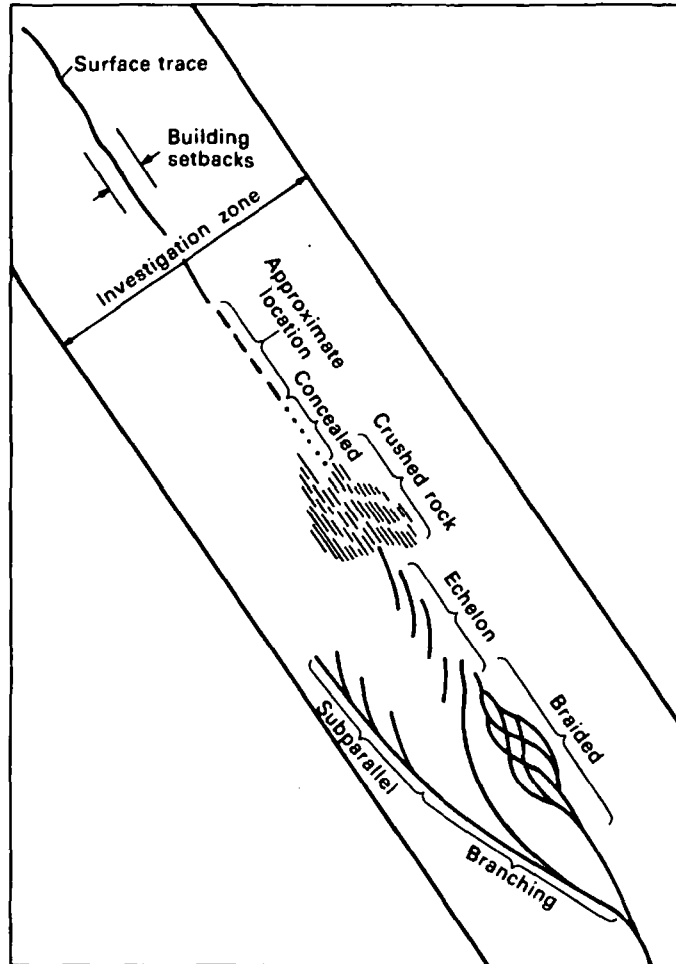 Surface trace
Building
setbacks
Investigation zone
Approximate
location
Concealed
Crushed rock
Echelon
Braided
Subparallel
Branching